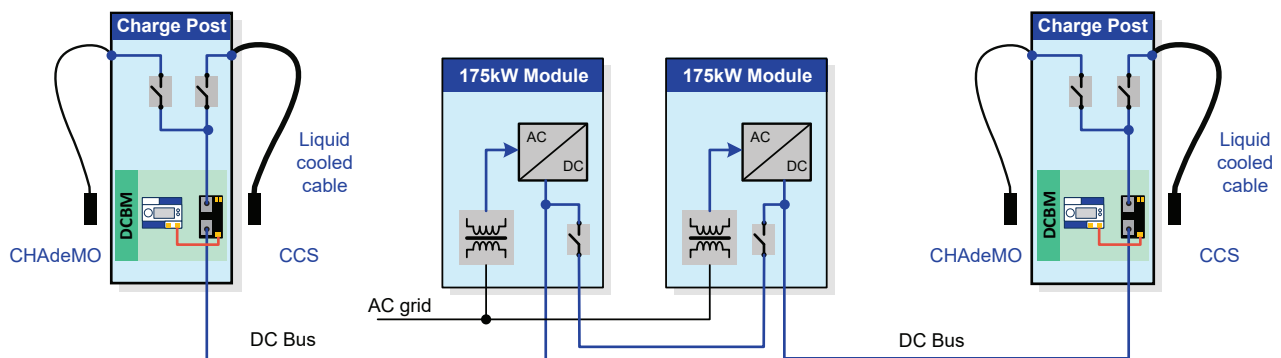 Charge Post
175kW Module
175kW Module
Charge Post
AC
DC
AC
DC
Liquid
cooled
cable
Liquid
cooled
cable
DCBM
DCBM
CHAdeMO
CCS
CHAdeMO
CCS
AC grid
DC Bus
DC Bus